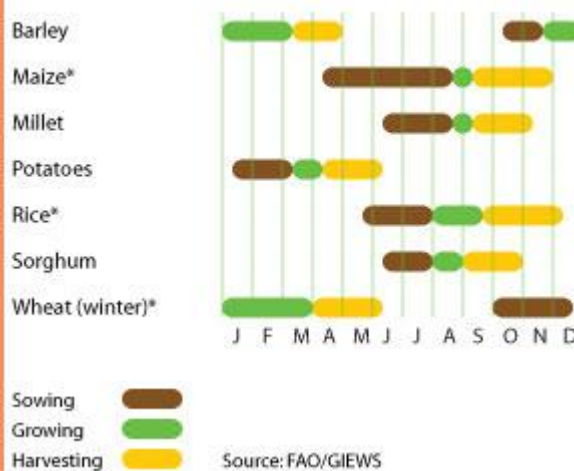 Barley
Maize*
Millet
Potatoes
Rice*
Sorghum
Wheat (winter)*
J F M A M J J A S O N D
Sowing
Growing
Harvesting
Source: FAO/GIEWS